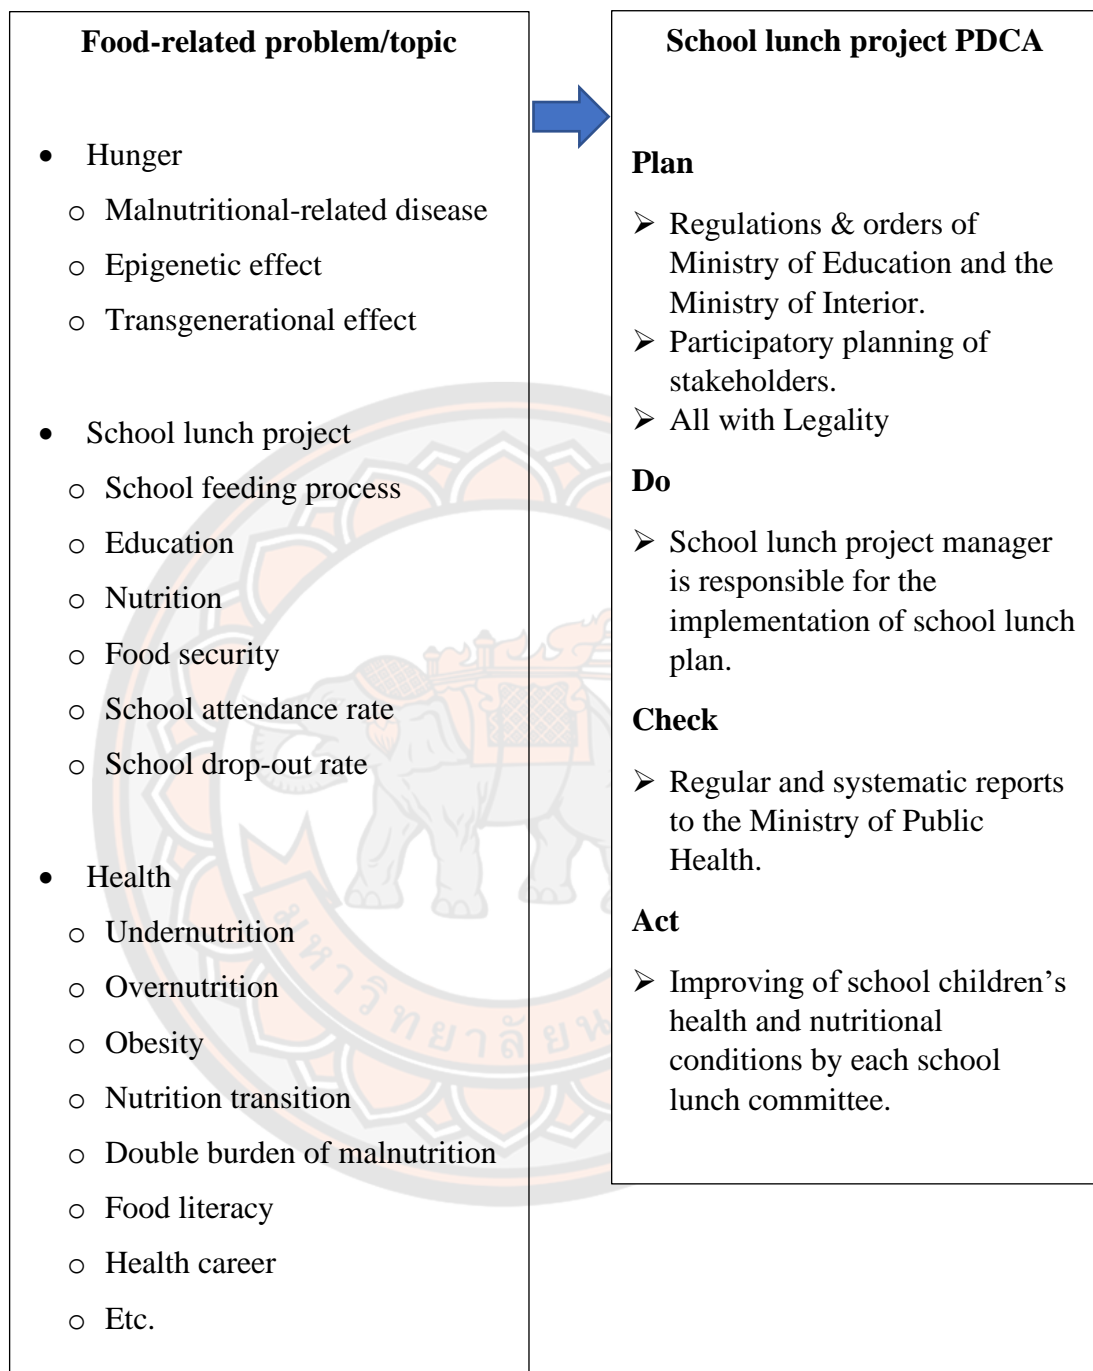 Food-related problem/topic
• Hunger
o Malnutritional-related disease
o Epigenetic effect
o Transgenerational effect
• School lunch project
o School feeding process
o Education
o Nutrition
o Food security
o School attendance rate
o School drop-out rate
• Health
o Undernutrition
o Overnutrition
o Obesity
o Nutrition transition
o Double burden of malnutrition
o Food literacy
o Health career
o Etc.
School lunch project PDCA
Plan
➢ Regulations & orders of
Ministry of Education and the
Ministry of Interior.
➢ Participatory planning of
stakeholders.
➢ All with Legality
Do
➢ School lunch project manager
is responsible for the
implementation of school lunch
plan.
Check
➢ Regular and systematic reports
to the Ministry of Public
Health.
Act
➢ Improving of school children’s
health and nutritional
conditions by each school
lunch committee.